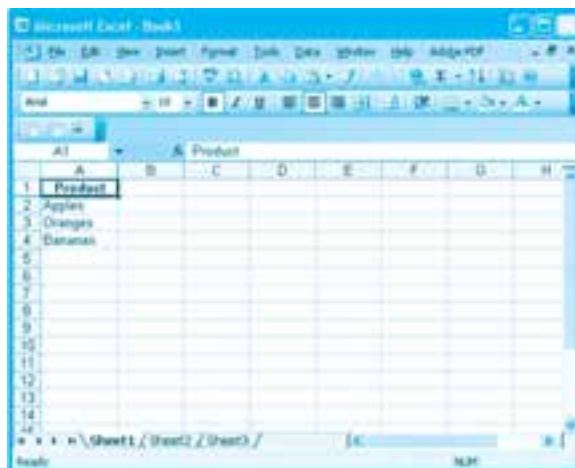 Microsoft Excel - Book1
File Edit View Insert Format Tools Data Window Help Adobe PDF
Arial 10 B I U
A1 Product
A B C D E F G H
1 Product
2 Apples
3 Oranges
4 Bananas
5
6
7
8
9
10
11
12
13
14
Sheet1 / Sheet2 / Sheet3 /
Ready NUM